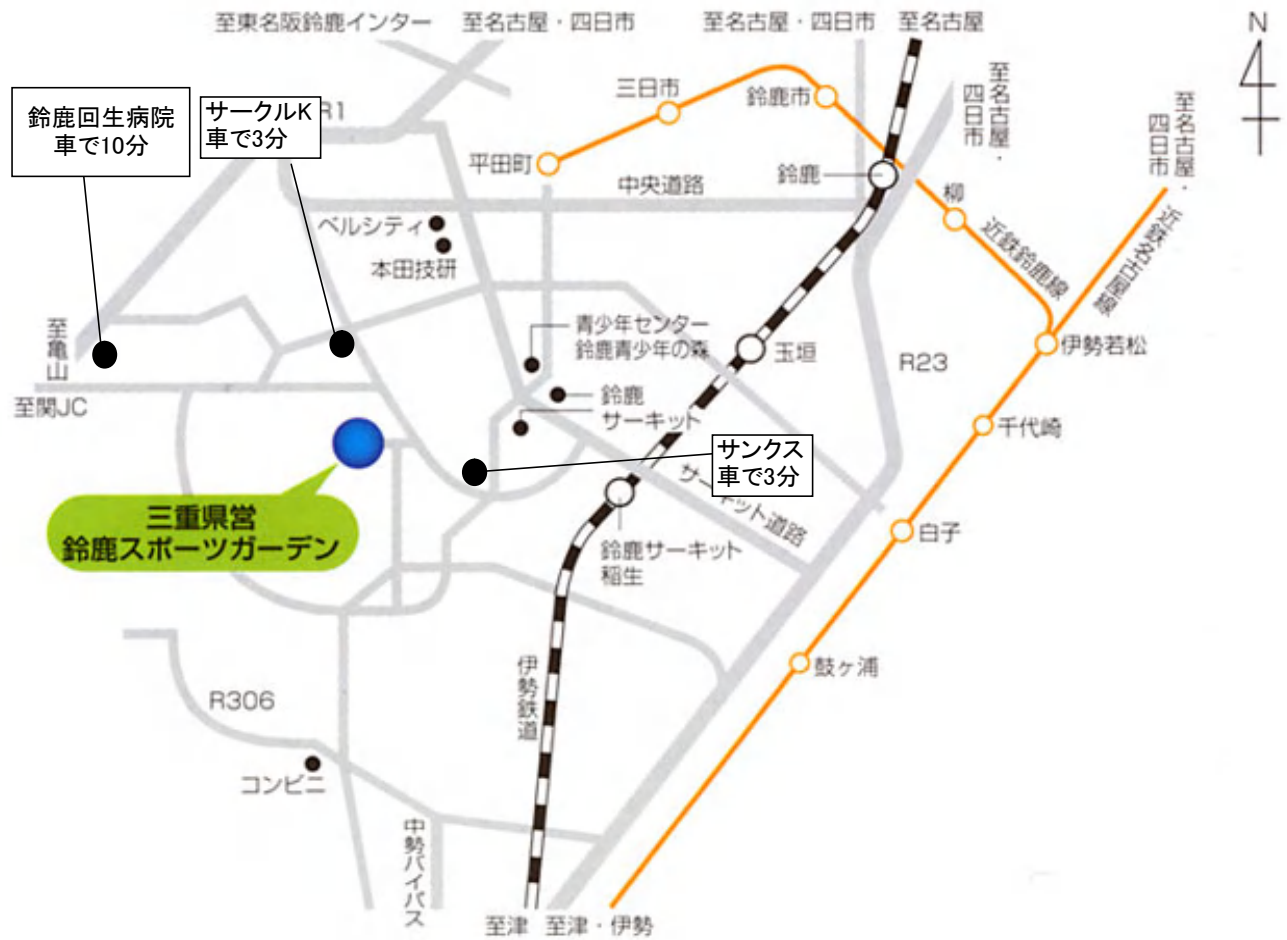 至東名阪鈴鹿インター
至名古屋・四日市
至名古屋・四日市
至名古屋
N
至名古屋・
四日市
至名古屋・
四日市
鈴鹿回生病院
車で10分
サークルK
車で3分
R1
三日市
鈴鹿市
平田町
鈴鹿
中央道路
柳
近鉄鈴鹿線
近鉄名古屋線
ベルシティ
本田技研
至亀山
青少年センター
鈴鹿青少年の森
玉垣
伊勢若松
R23
至関JC
鈴鹿
サーキット
千代崎
サンクス
車で3分
サーキット道路
三重県営
鈴鹿スポーツガーデン
白子
鈴鹿サーキット
稲生
伊勢鉄道
鼓ヶ浦
R306
コンビニ
中勢バイパス
至津
至津・伊勢